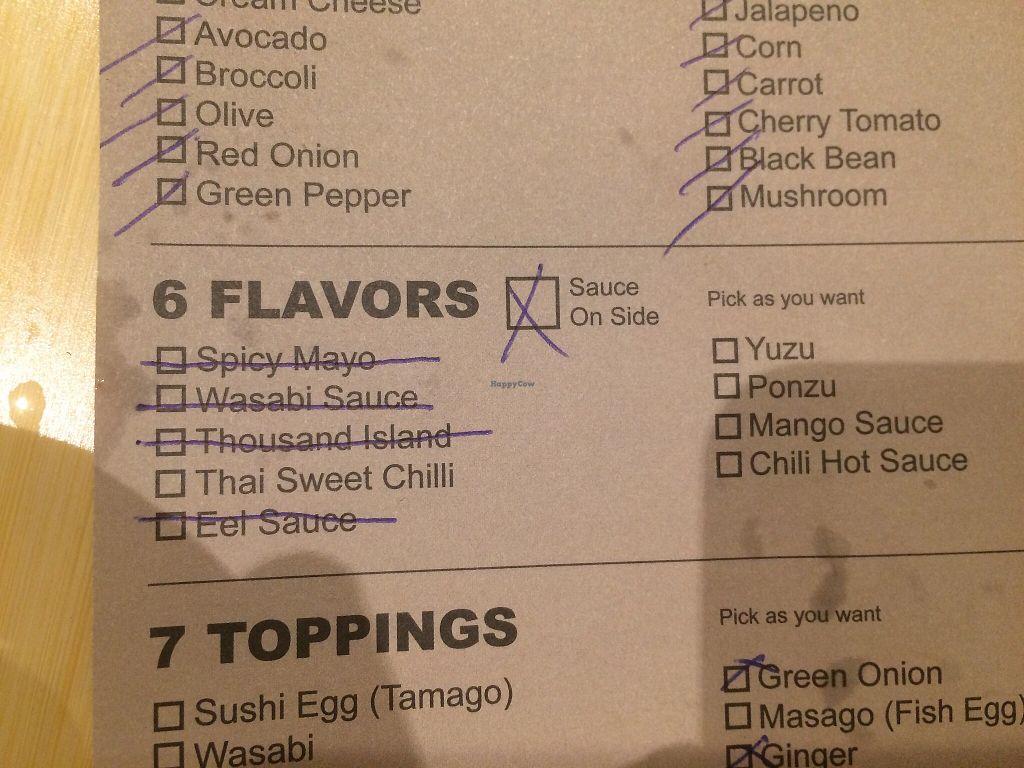 Cream Cheese
Avocado
Broccoli
Olive
Red Onion
Green Pepper
Jalapeno
Corn
Carrot
Cherry Tomato
Black Bean
Mushroom
6 FLAVORS
Sauce
On Side
Pick as you want
Spicy Mayo
Wasabi Sauce
Thousand Island
Thai Sweet Chilli
Eel Sauce
Yuzu
Ponzu
Mango Sauce
Chili Hot Sauce
HappyCow
7 TOPPINGS
Pick as you want
Sushi Egg (Tamago)
Wasabi
Green Onion
Masago (Fish Egg)
Ginger